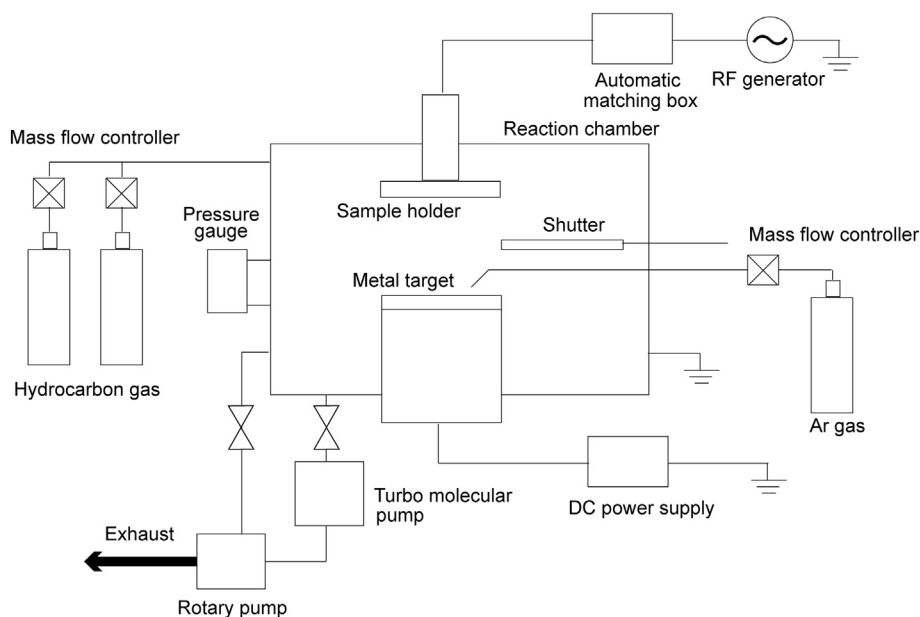 Automatic
matching box
RF generator
Mass flow controller
Reaction chamber
Sample holder
Pressure
gauge
Shutter
Mass flow controller
Metal target
Hydrocarbon gas
Ar gas
Turbo molecular
pump
DC power supply
Exhaust
Rotary pump